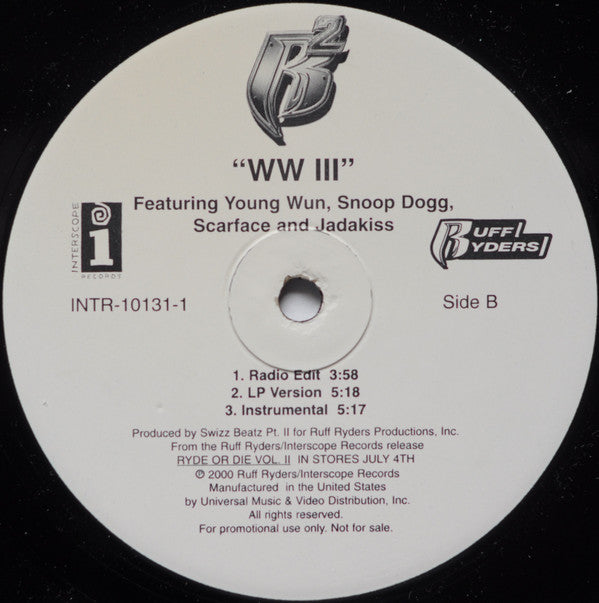 R2
“WW III”
Featuring Young Wun, Snoop Dogg,
Scarface and Jadakiss
INTERSCOPE
i
RECORDS
RUFF
RYDERS
INTR-10131-1
Side B
1. Radio Edit 3:58
2. LP Version 5:18
3. Instrumental 5:17
Produced by Swizz Beatz Pt. II for Ruff Ryders Productions, Inc.
From the Ruff Ryders/Interscope Records release
RYDE OR DIE VOL. II IN STORES JULY 4TH
℗ 2000 Ruff Ryders/Interscope Records
Manufactured in the United States
by Universal Music & Video Distribution, Inc.
All rights reserved.
For promotional use only. Not for sale.